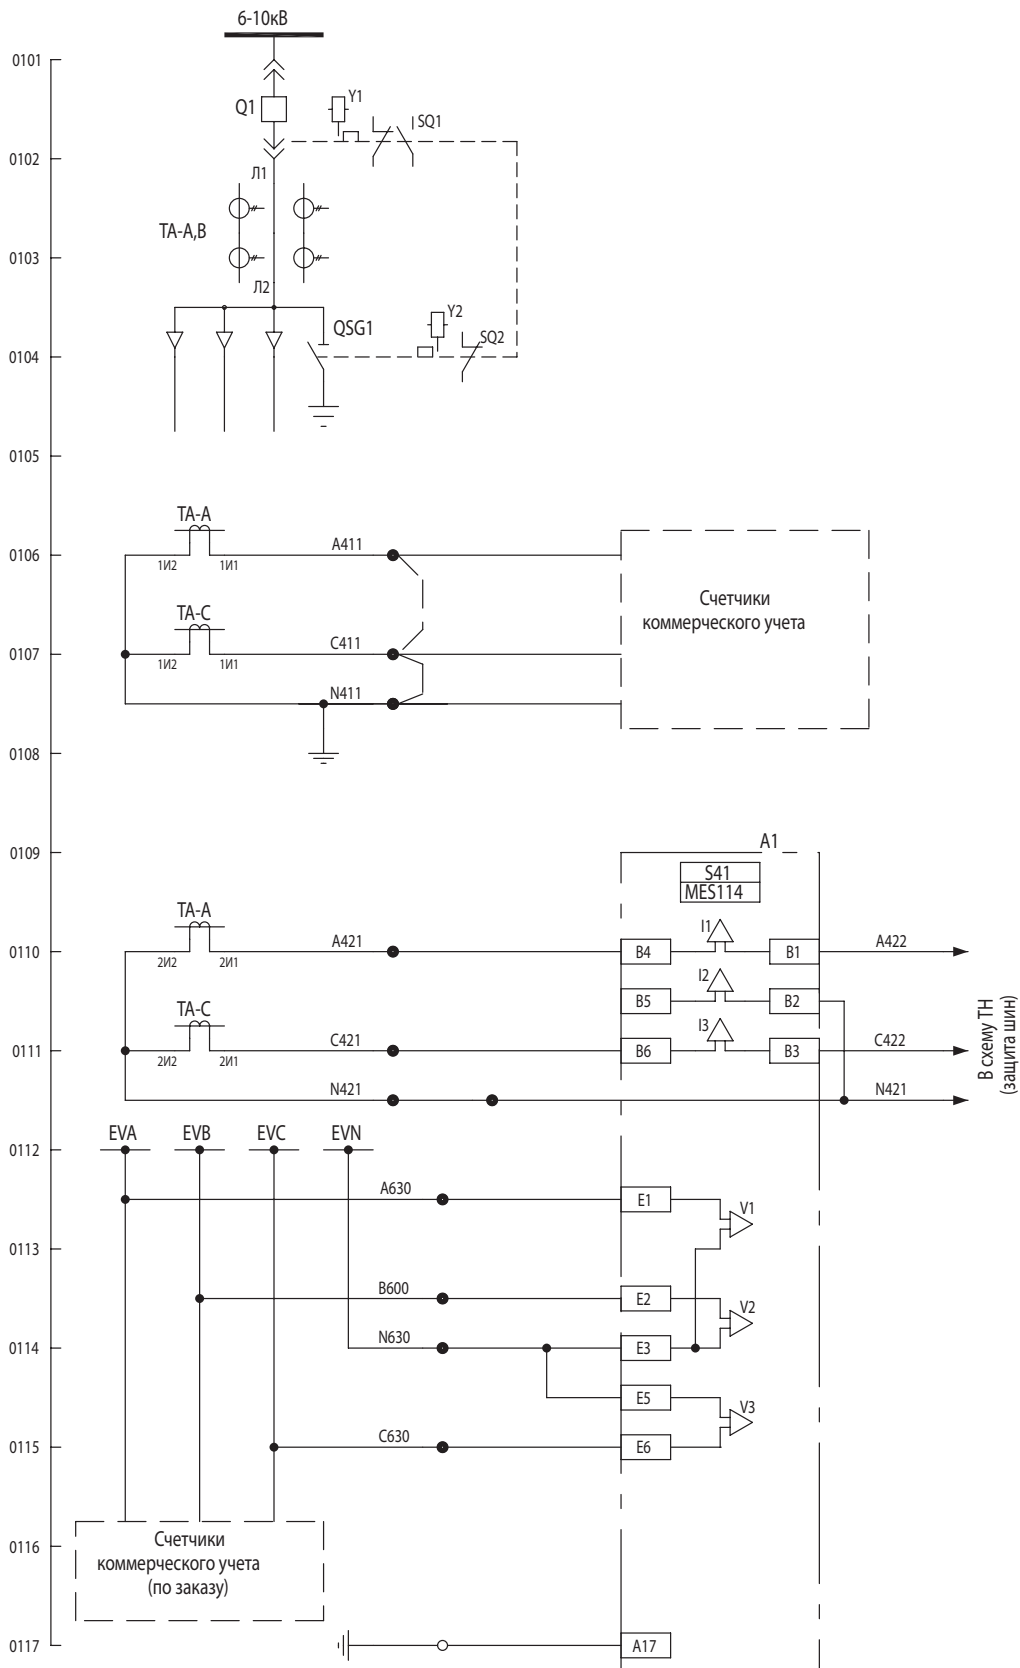 6-10кВ
0101
Q1
Y1
SQ1
0102
Л1
TA-A,B
0103
Л2
QSG1
Y2
SQ2
0104
0105
TA-A
0106
1И2
1И1
A411
Счетчики
коммерческого учета
TA-C
0107
1И2
1И1
C411
N411
0108
0109
A1
S41
MES114
TA-A
0110
2И2
2И1
A421
B4
I1
B1
A422
B5
I2
B2
TA-C
0111
2И2
2И1
C421
B6
I3
B3
C422
N421
N421
В схему ТН
(защита шин)
0112
EVA
EVB
EVC
EVN
A630
E1
V1
0113
B600
E2
V2
0114
N630
E3
E5
V3
0115
C630
E6
0116
Счетчики
коммерческого учета
(по заказу)
0117
A17